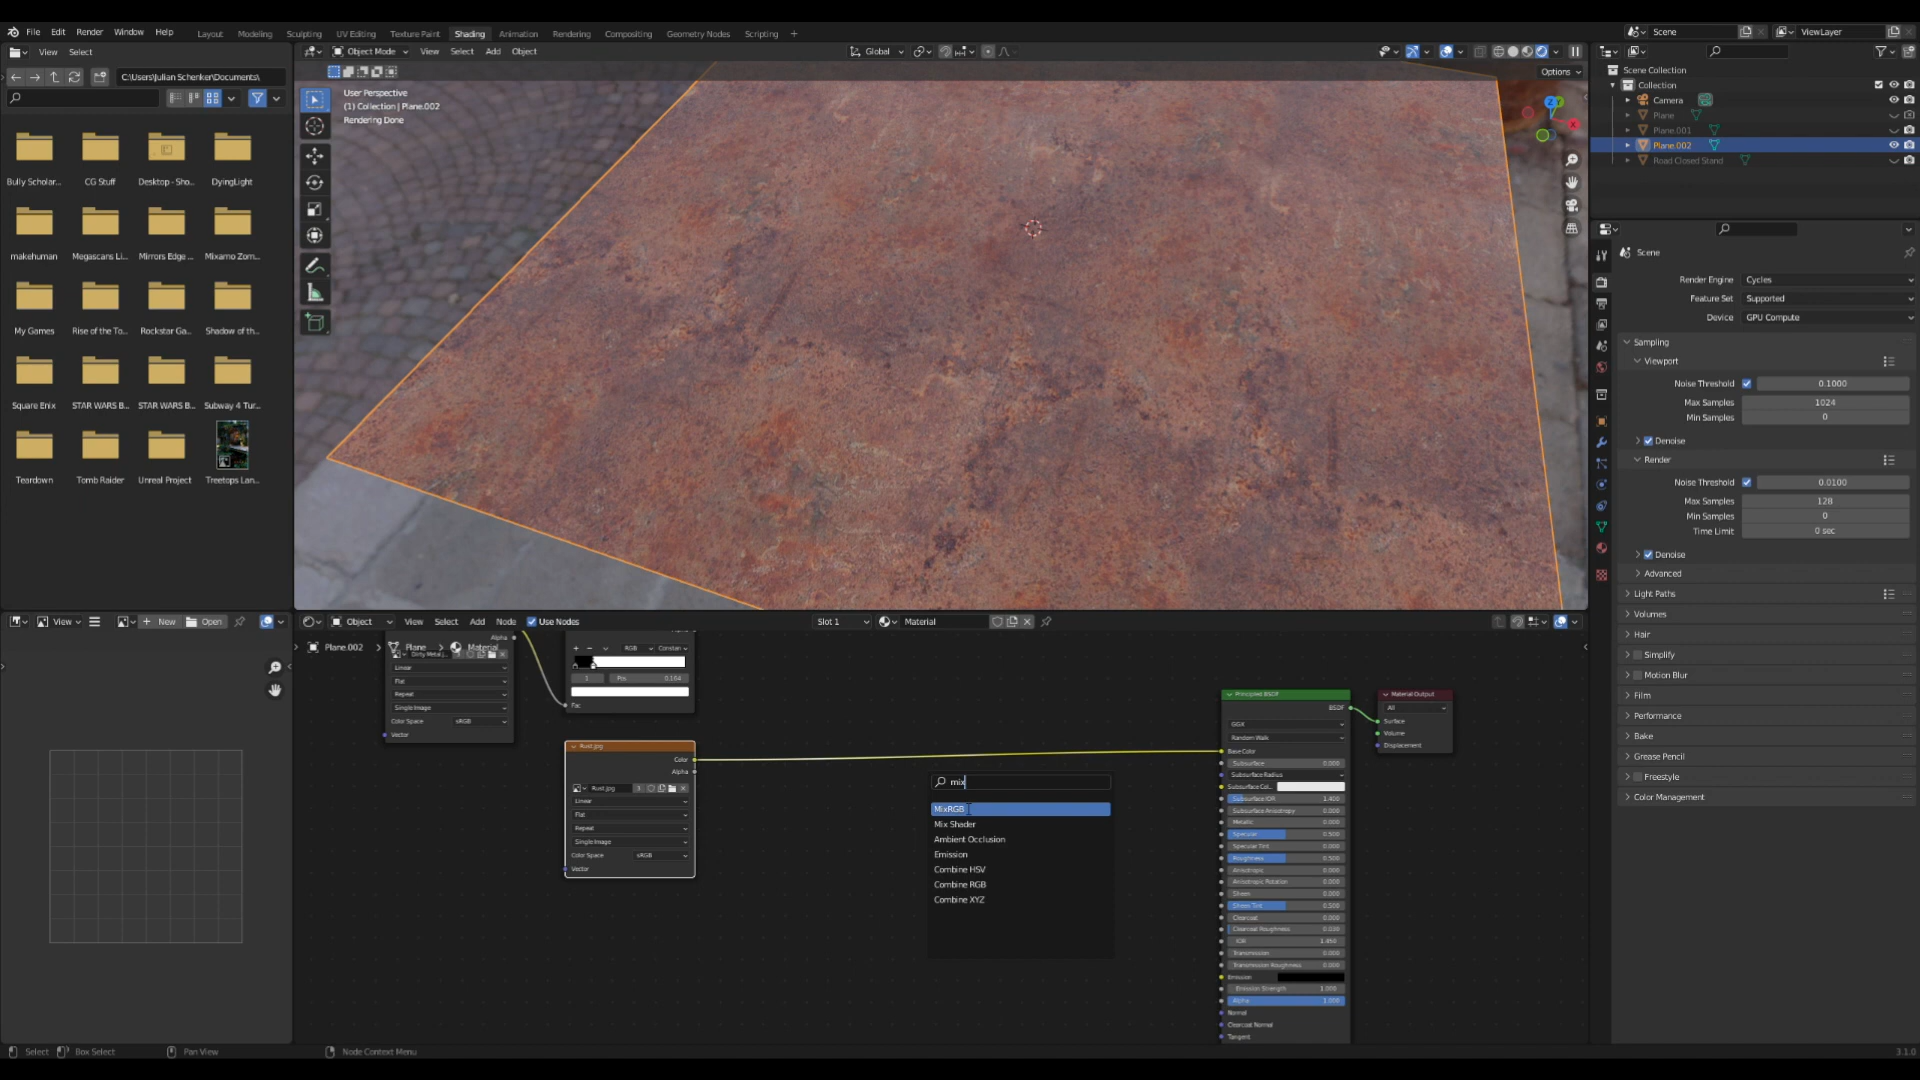 File Edit Render Window Help
Layout Modeling Sculpting UV Editing Texture Paint Shading Animation Rendering Compositing Geometry Nodes Scripting +
Scene
ViewLayer
View Select
C:\Users\Julian Schenker\Documents\
Bully Scholar... CG Stuff Desktop - Sho... DyingLight
makehuman Megascans Li... Mirrors Edge ... Mixamo Zom...
My Games Rise of the To... Rockstar Ga... Shadow of th...
Square Enix STAR WARS B... STAR WARS B... Subway 4 Tur...
Teardown Tomb Raider Unreal Project Treetops Lan...
Object Mode View Select Add Object
Global
Options
User Perspective
(1) Collection | Plane.002
Rendering Done
Z
Y
X
Scene Collection
Collection
Camera
Plane
Plane.001
Plane.002
Road Closed Stand
Scene
Render Engine Cycles
Feature Set Supported
Device GPU Compute
Sampling
Viewport
Noise Threshold 0.1000
Max Samples 1024
Min Samples 0
Denoise
Render
Noise Threshold 0.0100
Max Samples 128
Min Samples 0
Time Limit 0 sec
Denoise
Advanced
Light Paths
Volumes
Hair
Simplify
Motion Blur
Film
Performance
Bake
Grease Pencil
Freestyle
Color Management
View
New Open
Object View Select Add Node Use Nodes
Slot 1
Material
Plane.002 > Plane > Material
Alpha
Linear
Flat
Repeat
Single Image
Color Space sRGB
Vector
Alpha
RGB Constan
1 Pos 0.164
Fac
Rust.jpg
Color
Alpha
Rust.jpg 3
Linear
Flat
Repeat
Single Image
Color Space sRGB
Vector
mix
MixRGB
Mix Shader
Ambient Occlusion
Emission
Combine HSV
Combine RGB
Combine XYZ
Principled BSDF
BSDF
GGX
Random Walk
Base Color
Subsurface 0.000
Subsurface Radius
Subsurface Col...
Subsurface IOR 1.400
Subsurface Anisotropy 0.000
Metallic 0.000
Specular 0.500
Specular Tint 0.000
Roughness 0.500
Anisotropic 0.000
Anisotropic Rotation 0.000
Sheen 0.000
Sheen Tint 0.500
Clearcoat 0.000
Clearcoat Roughness 0.030
IOR 1.450
Transmission 0.000
Transmission Roughness 0.000
Emission
Emission Strength 1.000
Alpha 1.000
Normal
Clearcoat Normal
Tangent
Material Output
All
Surface
Volume
Displacement
Select Box Select Pan View Node Context Menu
3.1.0